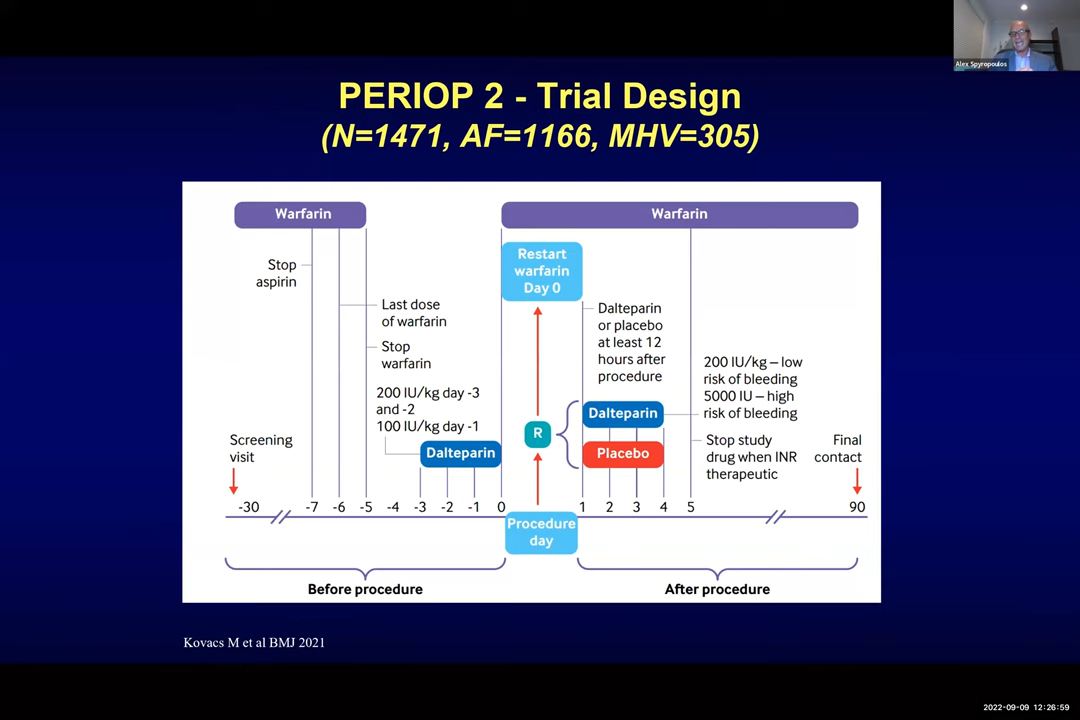 Alex Spyropoulos
PERIOP 2 - Trial Design
(N=1471, AF=1166, MHV=305)
Warfarin
Warfarin
Stop
aspirin
Last dose
of warfarin
Stop
warfarin
200 IU/kg day -3
and -2
100 IU/kg day -1
Dalteparin
Screening
visit
Restart
warfarin
Day 0
R
Dalteparin
or placebo
at least 12
hours after
procedure
Dalteparin
Placebo
200 IU/kg – low
risk of bleeding
5000 IU – high
risk of bleeding
Stop study
drug when INR
therapeutic
Final
contact
-30 -7 -6 -5 -4 -3 -2 -1 0 1 2 3 4 5 90
Procedure
day
Before procedure
After procedure
Kovacs M et al BMJ 2021
2022-09-09 12:26:59